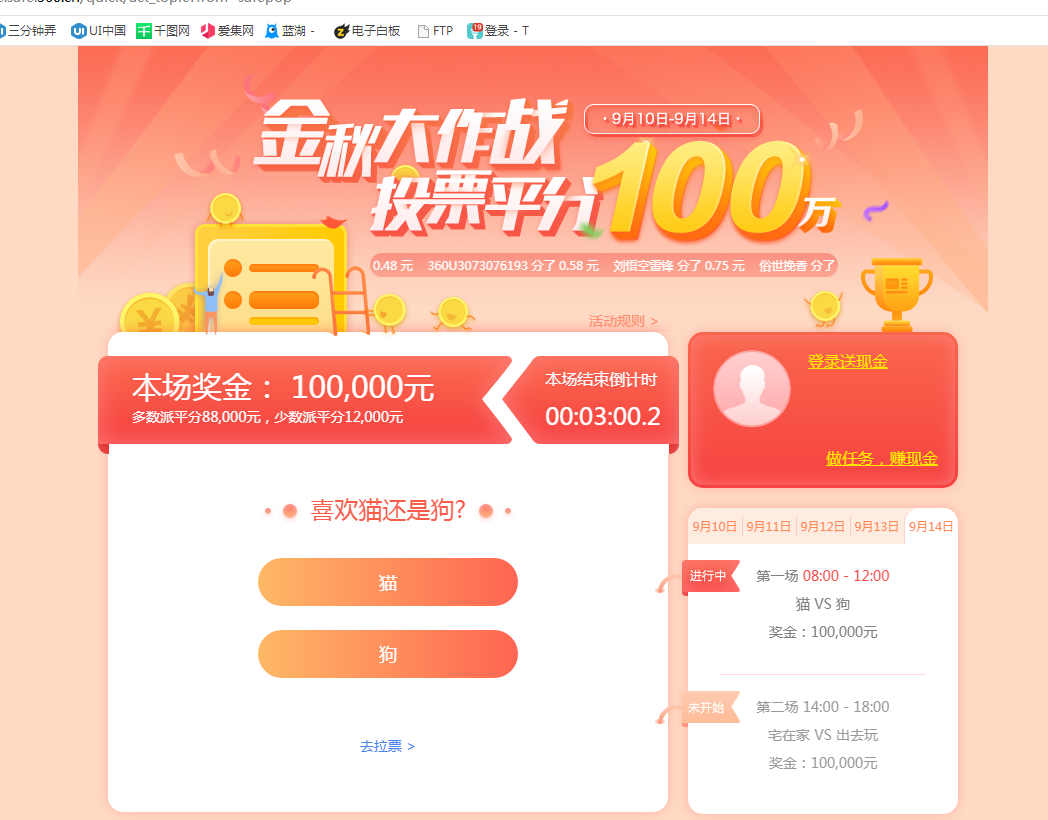 三分钟弄 UI中国 千图网 爱集网 蓝湖 - 电子白板 FTP 登录 - T
金秋大作战
· 9月10日-9月14日 ·
投票平分100万
0.48 元 360U3073076193 分了 0.58 元 刘悟空雷锋 分了 0.75 元 俗世挽香 分了
活动规则 >
本场奖金： 100,000元
多数派平分88,000元，少数派平分12,000元
本场结束倒计时
00:03:00.2
登录送现金
做任务，赚现金
喜欢猫还是狗?
猫
狗
去拉票 >
9月10日 9月11日 9月12日 9月13日 9月14日
进行中 第一场 08:00 - 12:00
猫 VS 狗
奖金：100,000元
未开始 第二场 14:00 - 18:00
宅在家 VS 出去玩
奖金：100,000元